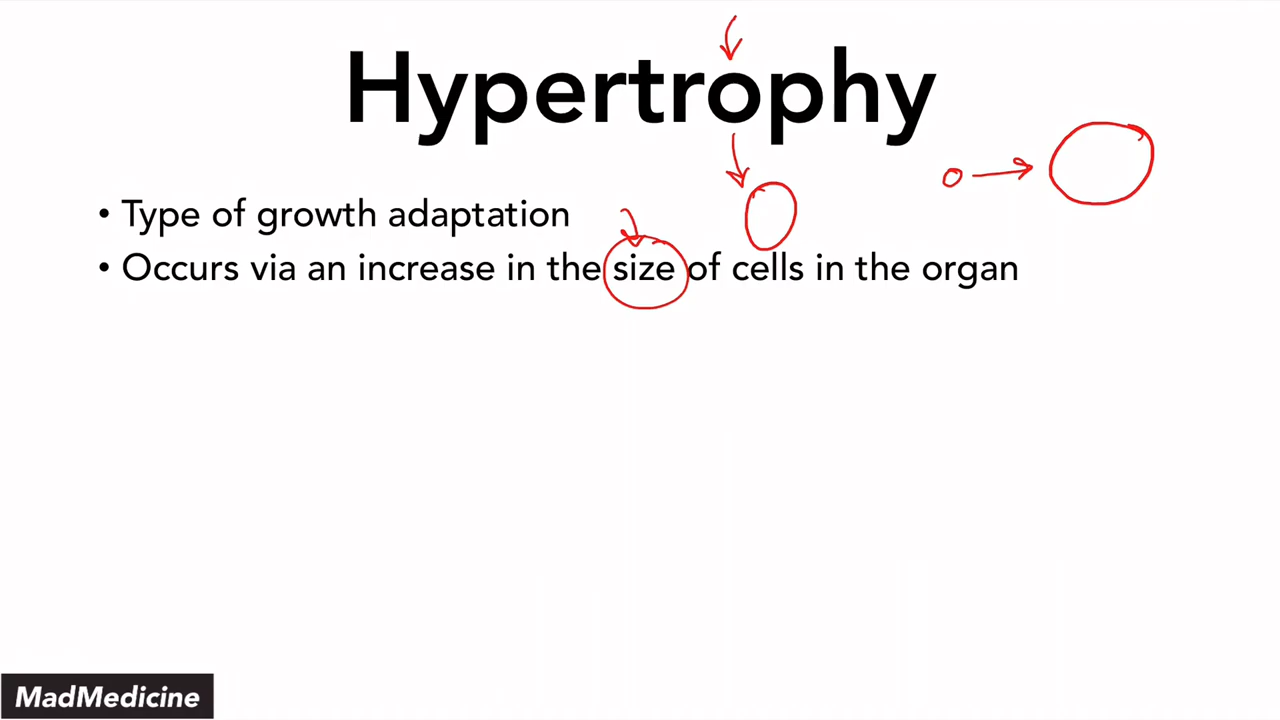 Hypertrophy
• Type of growth adaptation
• Occurs via an increase in the size of cells in the organ
MadMedicine